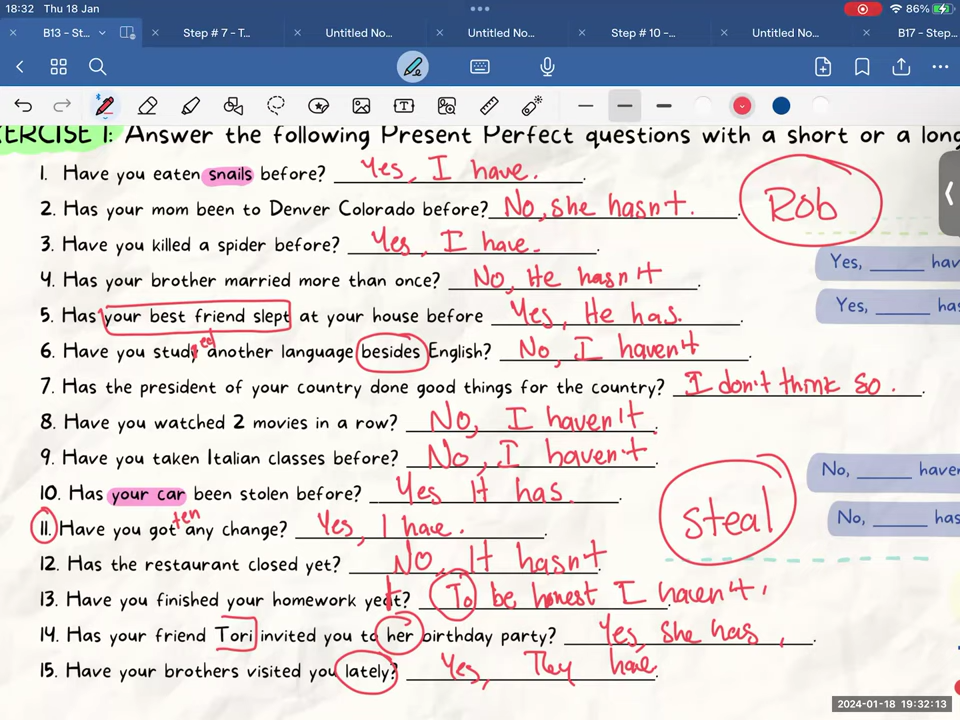 18:32 Thu 18 Jan
86%
B13 - St...
Step # 7 - T...
Untitled No...
Untitled No...
Step # 10 -...
Untitled No...
B17 - Step...
ERCISE 1: Answer the following Present Perfect questions with a short or a long
1. Have you eaten snails before? Yes, I have.
2. Has your mom been to Denver Colorado before? No, she hasn't.
Rob
3. Have you killed a spider before? Yes, I have.
Yes, ______ hav
4. Has your brother married more than once? No, He hasn't
Yes, ______ has
5. Has your best friend slept at your house before Yes, He has.
6. Have you study ed another language besides English? No, I haven't
7. Has the president of your country done good things for the country? I don't think so.
8. Have you watched 2 movies in a row? No, I haven't.
9. Have you taken Italian classes before? No, I haven't
No, ______ haven
10. Has your car been stolen before? Yes It has.
steal
No, ______ has
11. Have you got ten any change? Yes, I have.
12. Has the restaurant closed yet? No, It hasn't
13. Have you finished your homework yet? To be honest I haven't.
14. Has your friend Tori invited you to her birthday party? Yes, she has,
15. Have your brothers visited you lately? Yes, They have
2024-01-18 19:32:13